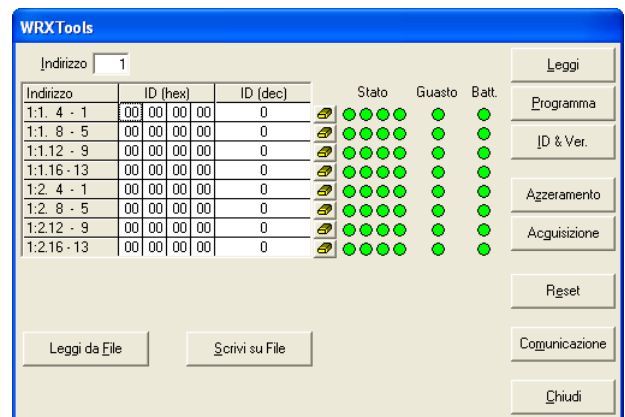 WRXTools
Indirizzo 1
Leggi
Indirizzo ID (hex) ID (dec) Stato Guasto Batt.
1:1. 4 - 1 00 00 00 00 0
Programma
1:1. 8 - 5 00 00 00 00 0
1:1.12 - 9 00 00 00 00 0
ID & Ver.
1:1.16 - 13 00 00 00 00 0
1:2. 4 - 1 00 00 00 00 0
Azzeramento
1:2. 8 - 5 00 00 00 00 0
1:2.12 - 9 00 00 00 00 0
Acquisizione
1:2.16 - 13 00 00 00 00 0
Reset
Leggi da File Scrivi su File Comunicazione
Chiudi